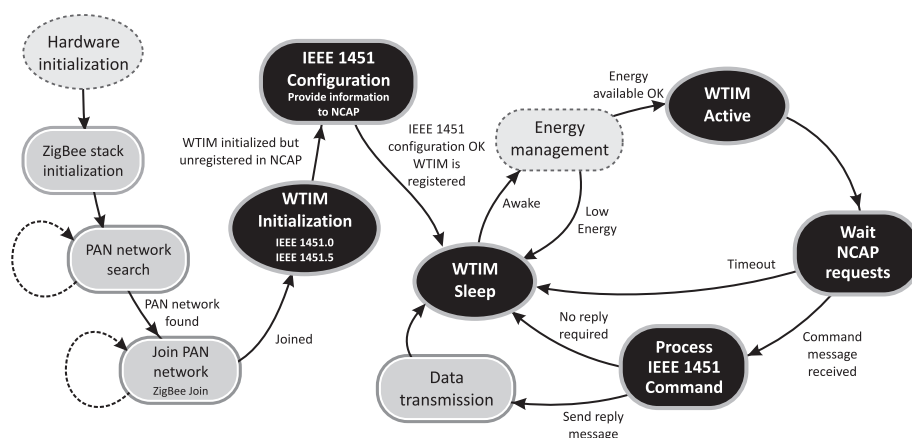 Hardware
initialization
ZigBee stack
initialization
PAN network
search
PAN network
found
Join PAN
network
ZigBee Join
Joined
WTIM
Initialization
IEEE 1451.0
IEEE 1451.5
WTIM initialized but
unregistered in NCAP
IEEE 1451
Configuration
Provide information
to NCAP
IEEE 1451
configuration OK
WTIM is
registered
WTIM
Sleep
Awake
Energy
management
Low
Energy
Energy
available OK
WTIM
Active
Wait
NCAP
requests
Timeout
Command
message
received
Process
IEEE 1451
Command
No reply
required
Send reply
message
Data
transmission